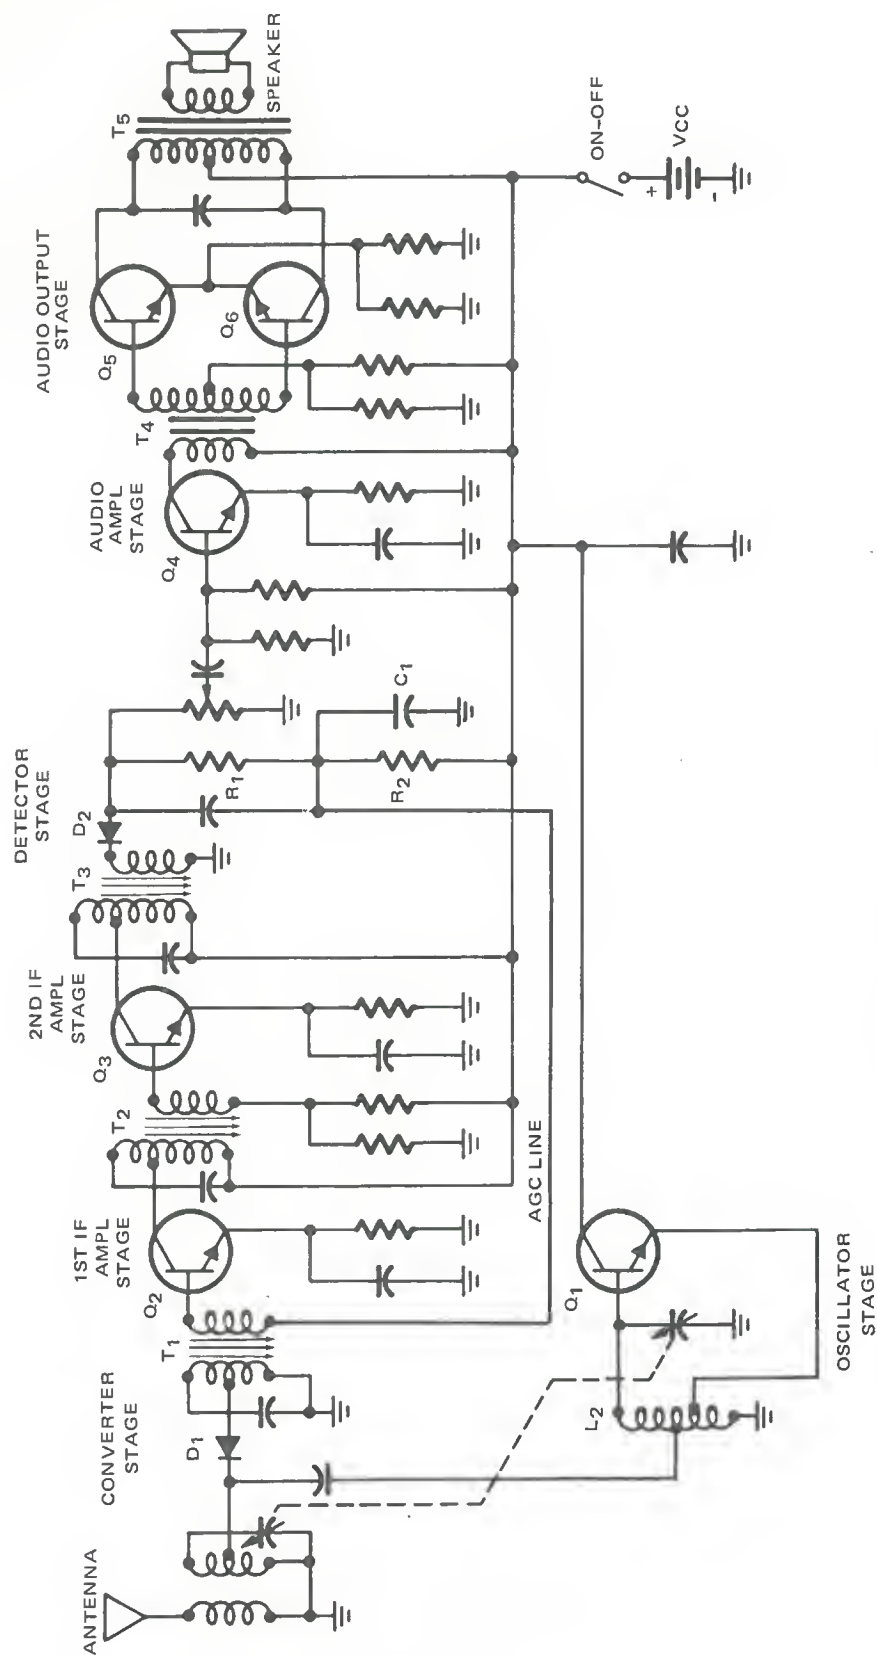 ANTENNA
CONVERTER
STAGE
D1
T1
Q2
1ST IF
AMPL
STAGE
T2
Q3
2ND IF
AMPL
STAGE
T3
D2
DETECTOR
STAGE
R1
R2
C1
Q4
AUDIO
AMPL
STAGE
T4
Q5
Q6
AUDIO OUTPUT
STAGE
T5
SPEAKER
AGC LINE
ON-OFF
+
VCC
-
L2
Q1
OSCILLATOR
STAGE